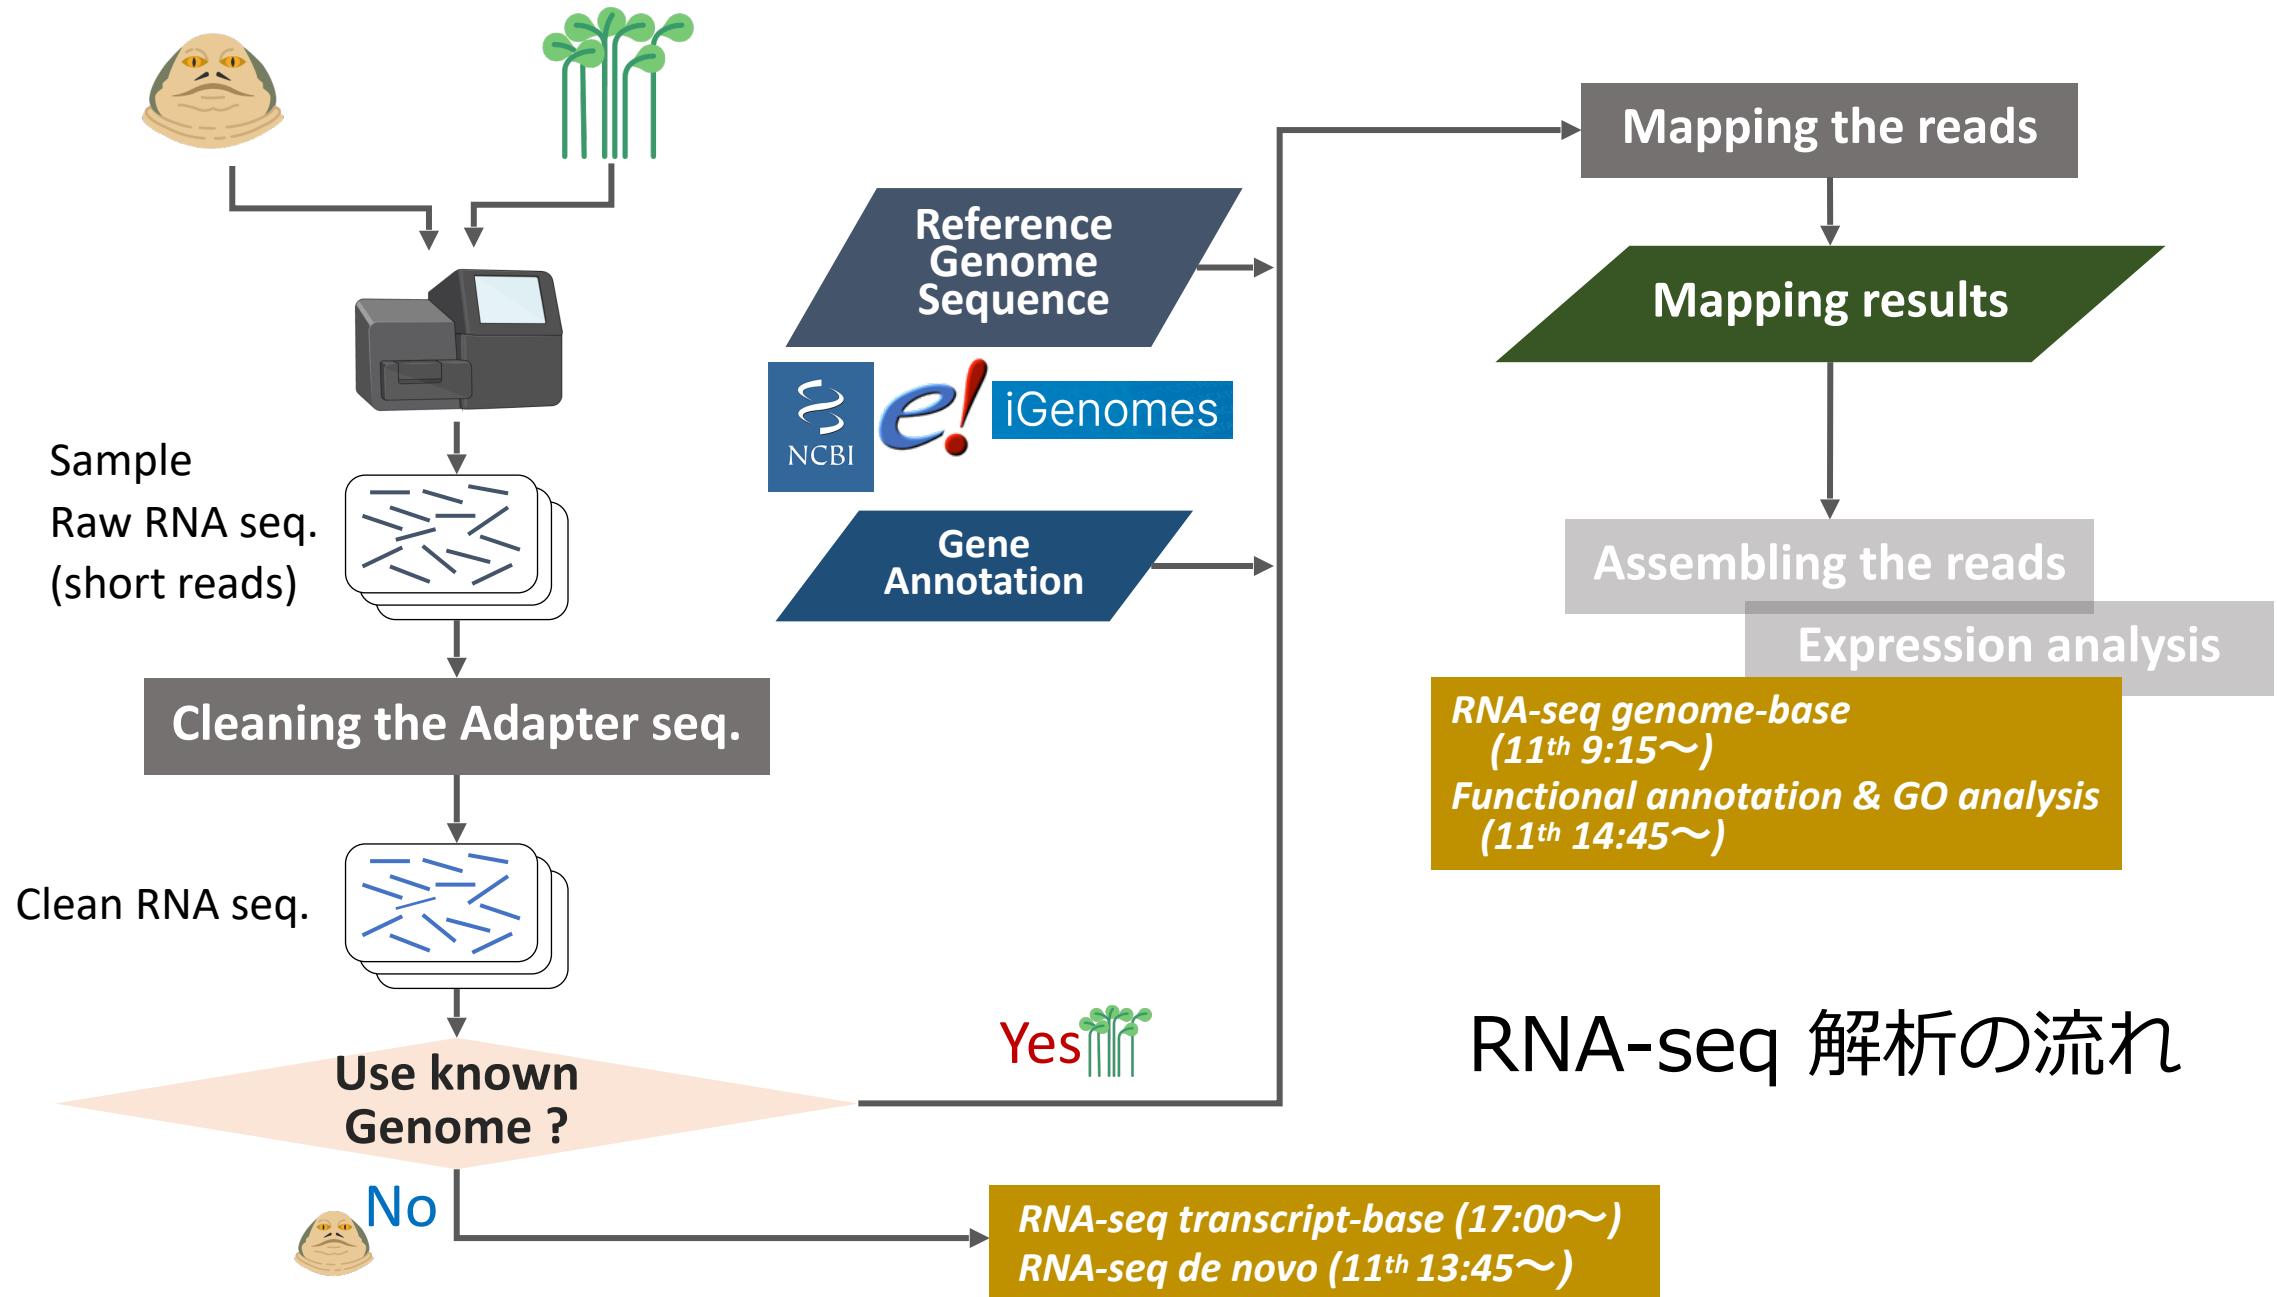 Sample
Raw RNA seq.
(short reads)
Cleaning the Adapter seq.
Clean RNA seq.
Use known
Genome ?
Yes
No
Reference
Genome
Sequence
NCBI
e!
iGenomes
Gene
Annotation
Mapping the reads
Mapping results
Assembling the reads
Expression analysis
RNA-seq genome-base
(11th 9:15～)
Functional annotation & GO analysis
(11th 14:45～)
RNA-seq 解析の流れ
RNA-seq transcript-base (17:00～)
RNA-seq de novo (11th 13:45～)